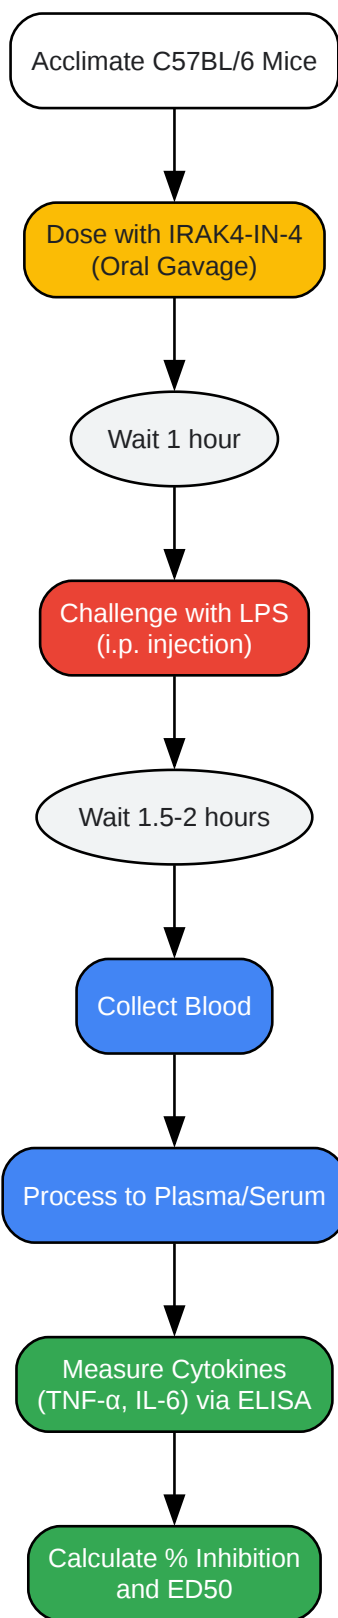 Acclimate C57BL/6 Mice
Dose with IRAK4-IN-4
(Oral Gavage)
Wait 1 hour
Challenge with LPS
(i.p. injection)
Wait 1.5-2 hours
Collect Blood
Process to Plasma/Serum
Measure Cytokines
(TNF-α, IL-6) via ELISA
Calculate % Inhibition
and ED50